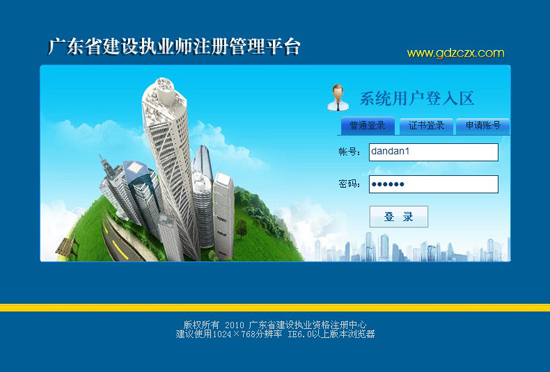 广东省建设执业师注册管理平台
www.gdzczx.com
系统用户登入区
普通登录 证书登录 申请账号
帐号： dandan1
密码： ●●●●●●
登 录
版权所有 2010 广东省建设执业资格注册中心
建议使用1024×768分辨率 IE6.0以上版本浏览器